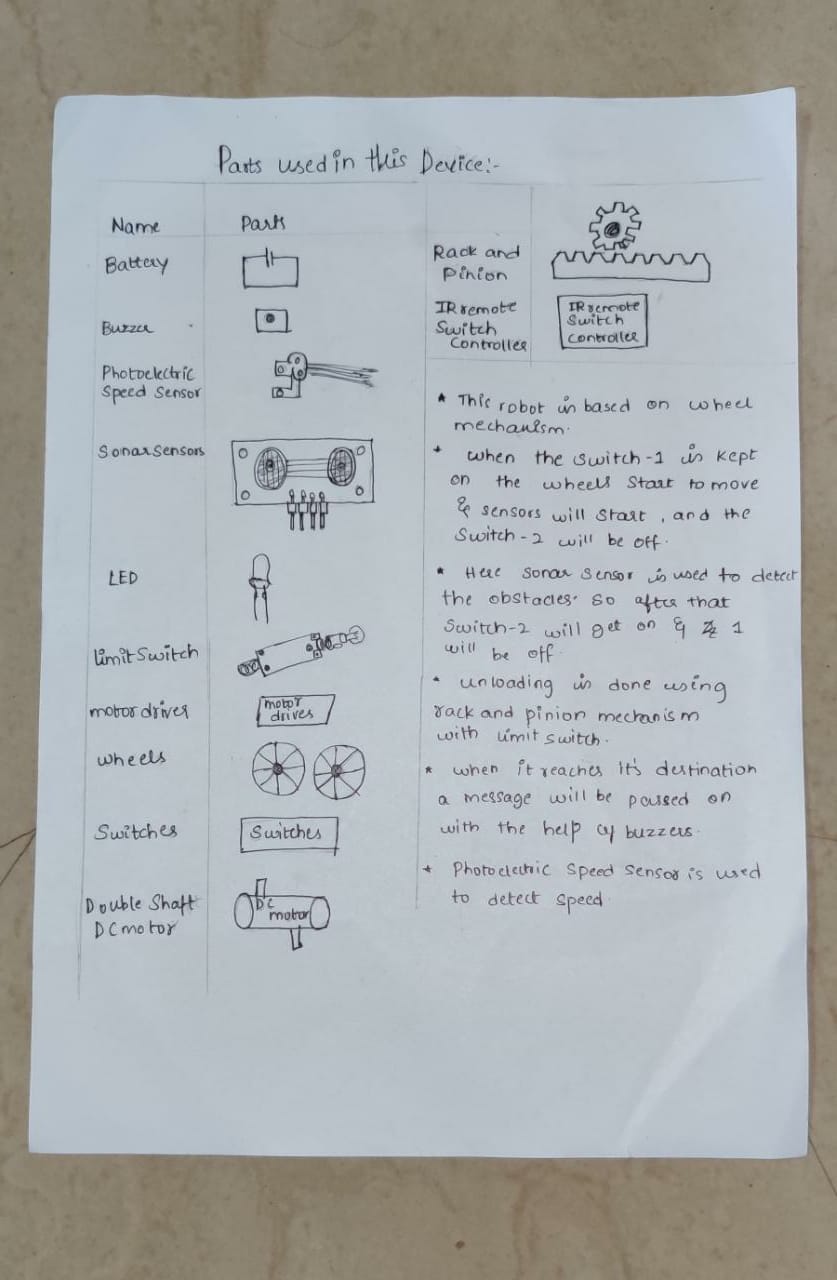 Parts used in this Device:-
Name Parts
Battery
Buzzer
Photoelectric
Speed Sensor
Sonar Sensors
LED
limit Switch
motor drives
motor
drives
wheels
Switches
Switches
Double Shaft
DC motor
DC
motor
Rack and
Pinion
IR remote
Switch
Controller
IR remote
Switch
Controller
* This robot is based on wheel
mechanism.
* when the switch-1 is kept
on the wheels start to move
& sensors will start, and the
Switch-2 will be off.
* Here sonar sensor is used to detect
the obstacles. so after that
Switch-2 will get on & 1
will be off.
* unloading is done using
rack and pinion mechanism
with limit switch.
* when it reaches it's destination
a message will be passed on
with the help of buzzers.
* Photoelectric Speed Sensor is used
to detect speed.